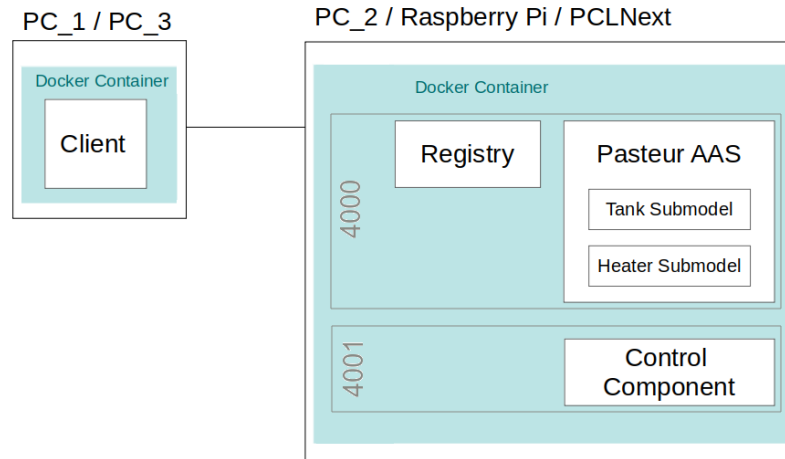 PC_1 / PC_3
Docker Container
Client
PC_2 / Raspberry Pi / PCLNext
Docker Container
4000
Registry
Pasteur AAS
Tank Submodel
Heater Submodel
4001
Control
Component